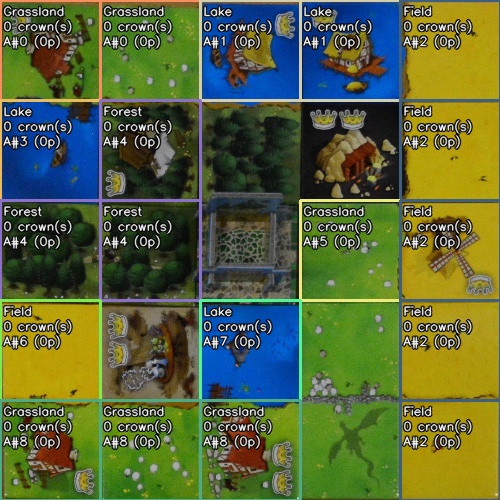 Grassland
0 crown(s)
A#0 (0p)
Grassland
0 crown(s)
A#0 (0p)
Lake
0 crown(s)
A#1 (0p)
Lake
0 crown(s)
A#1 (0p)
Field
0 crown(s)
A#2 (0p)
Lake
0 crown(s)
A#3 (0p)
Forest
0 crown(s)
A#4 (0p)
Field
0 crown(s)
A#2 (0p)
Forest
0 crown(s)
A#4 (0p)
Forest
0 crown(s)
A#4 (0p)
Grassland
0 crown(s)
A#5 (0p)
Field
0 crown(s)
A#2 (0p)
Field
0 crown(s)
A#6 (0p)
Lake
0 crown(s)
A#7 (0p)
Field
0 crown(s)
A#2 (0p)
Grassland
0 crown(s)
A#8 (0p)
Grassland
0 crown(s)
A#8 (0p)
Grassland
0 crown(s)
A#8 (0p)
Field
0 crown(s)
A#2 (0p)